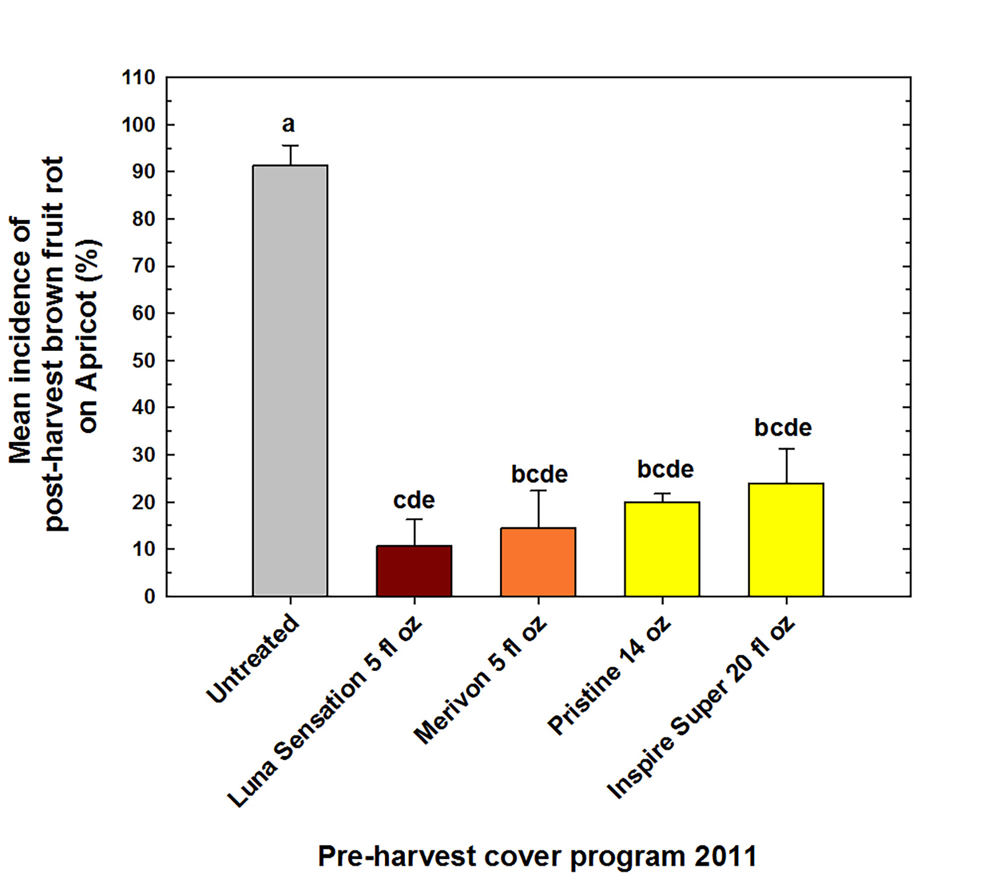 110
100
90
80
70
60
50
40
30
20
10
0
Mean incidence of
post-harvest brown fruit rot
on Apricot (%)
a
cde
bcde
bcde
bcde
Untreated
Luna Sensation 5 fl oz
Merivon 5 fl oz
Pristine 14 oz
Inspire Super 20 fl oz
Pre-harvest cover program 2011